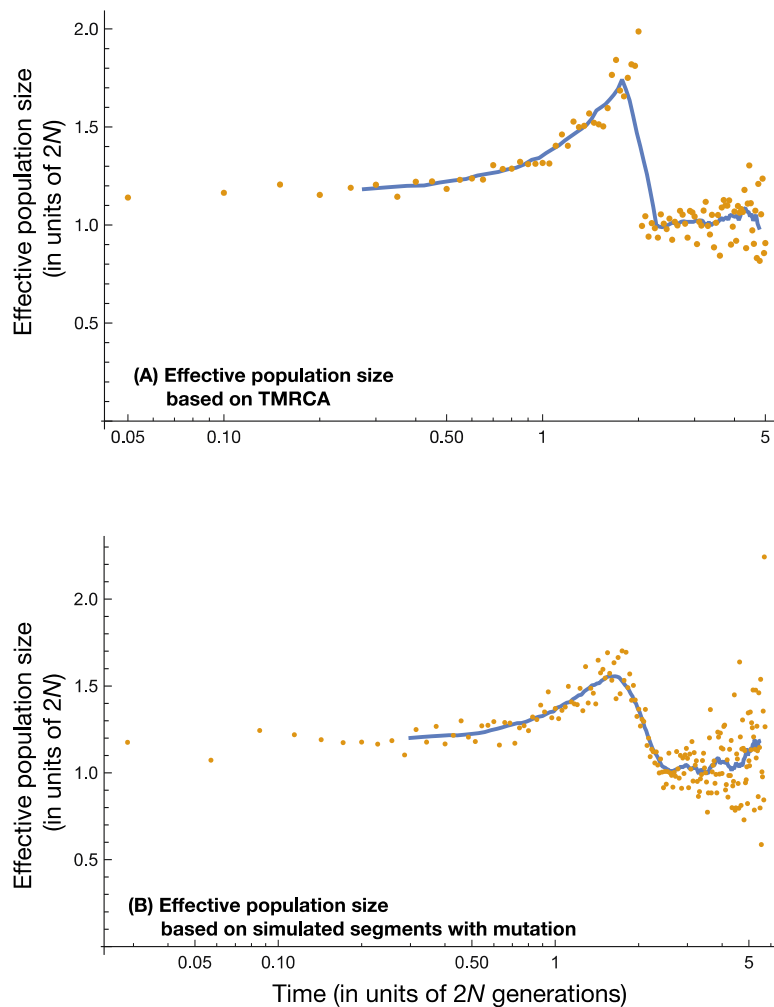 2.0
1.5
1.0
0.5
Effective population size
(in units of 2N)
(A) Effective population size
based on TMRCA
0.05 0.10 0.50 1 5
2.0
1.5
1.0
0.5
Effective population size
(in units of 2N)
(B) Effective population size
based on simulated segments with mutation
0.05 0.10 0.50 1 5
Time (in units of 2N generations)